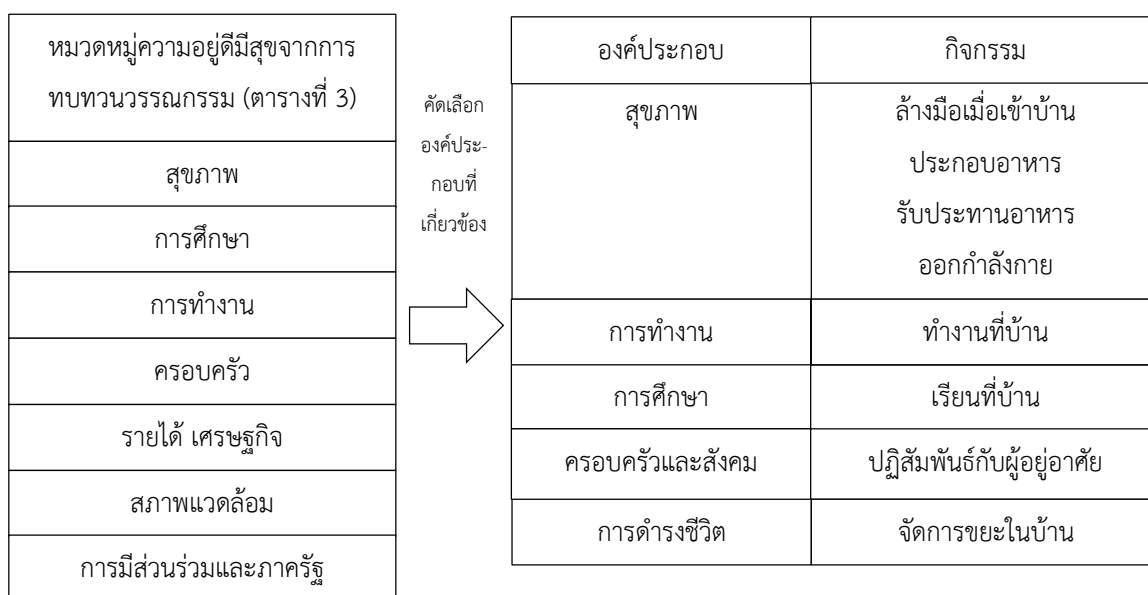 หมวดหมู่ความอยู่ดีมีสุขจากการ
ทบทวนวรรณกรรม (ตารางที่ 3)
สุขภาพ
การศึกษา
การทำงาน
ครอบครัว
รายได้ เศรษฐกิจ
สภาพแวดล้อม
การมีส่วนร่วมและภาครัฐ
คัดเลือก
องค์ประ-
กอบที่
เกี่ยวข้อง
องค์ประกอบ กิจกรรม
สุขภาพ ล้างมือเมื่อเข้าบ้าน
ประกอบอาหาร
รับประทานอาหาร
ออกกำลังกาย
การทำงาน ทำงานที่บ้าน
การศึกษา เรียนที่บ้าน
ครอบครัวและสังคม ปฏิสัมพันธ์กับผู้อยู่อาศัย
การดำรงชีวิต จัดการขยะในบ้าน